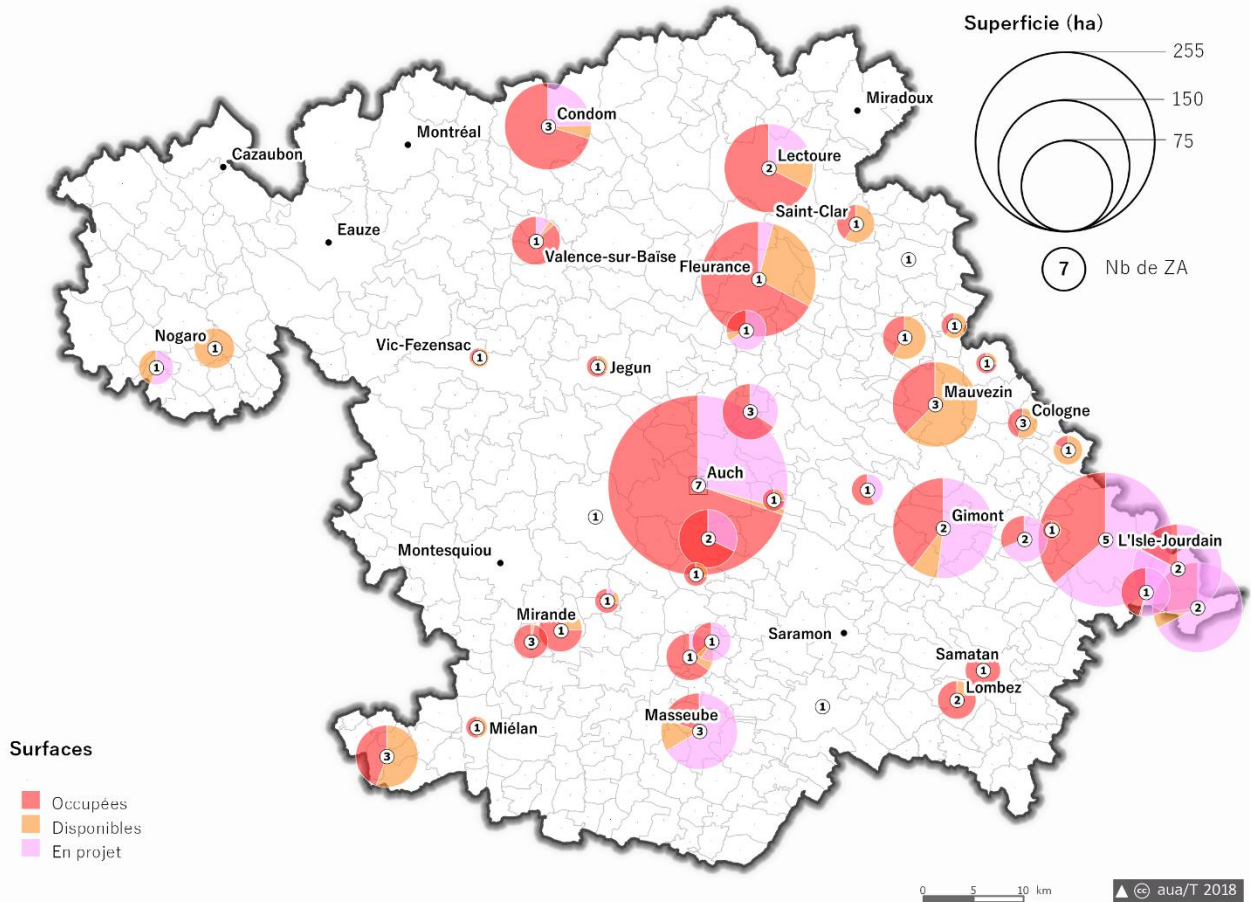 Superficie (ha)
255
150
75
7 Nb de ZA
Miradoux
Condom
3
Montréal
Lectoure
2
Cazaubon
Saint-Clar
1
Eauze
1
Valence-sur-Baïse
Fleurance
1
1
1
1
1
Nogaro
1
1
Vic-Fezensac
1
1
Jegun
1
Mauvezin
3
3
Cologne
3
1
Auch
7
1
1
1
Gimont
2
2
1
L'Isle-Jourdain
5
2
2
1
2
Montesquiou
1
1
Mirande
1
3
Saramon
1
1
Samatan
1
Lombez
2
1
Masseube
3
Miélan
1
3
Surfaces
Occupées
Disponibles
En projet
0 5 10 km
cc aua/T 2018